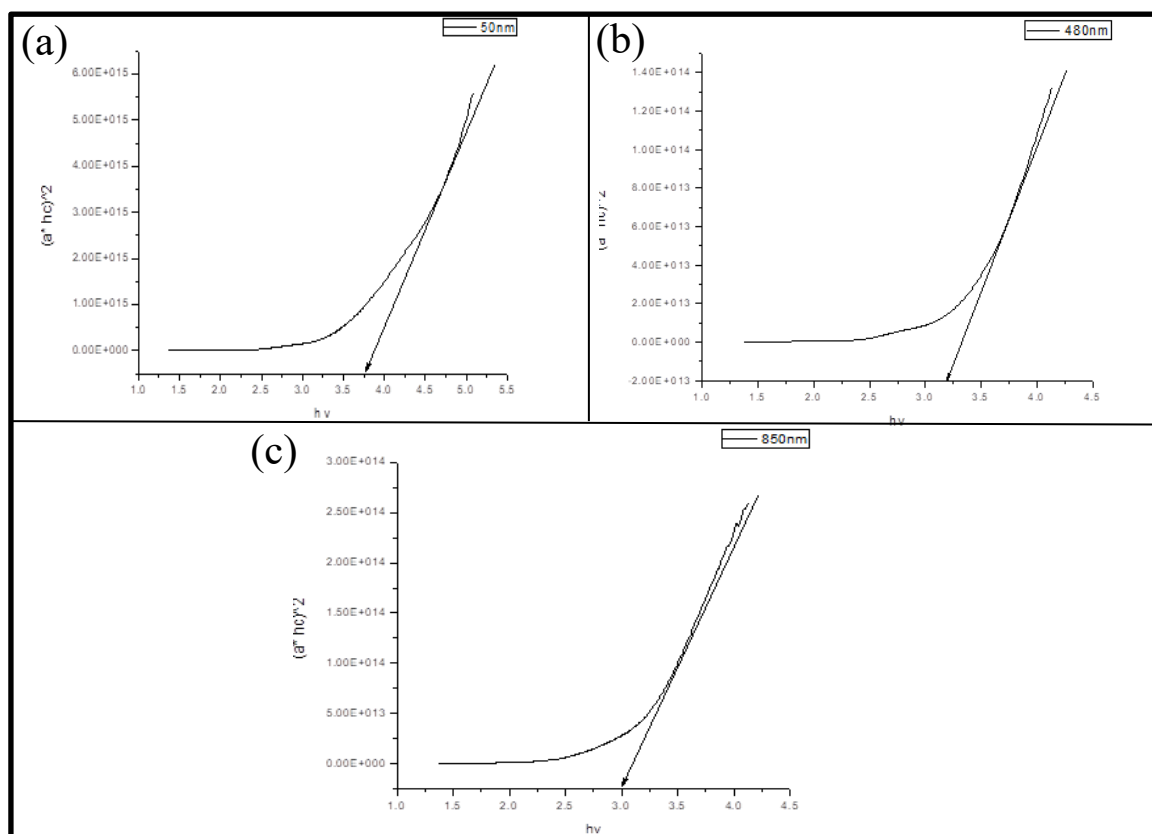 (a)
50nm
6.00E+015
5.00E+015
4.00E+015
3.00E+015
2.00E+015
1.00E+015
0.00E+000
(a* hc)^2
1.0 1.5 2.0 2.5 3.0 3.5 4.0 4.5 5.0 5.5
hv
(b)
480nm
1.40E+014
1.20E+014
1.00E+014
8.00E+013
6.00E+013
4.00E+013
2.00E+013
0.00E+000
-2.00E+013
1.0 1.5 2.0 2.5 3.0 3.5 4.0 4.5
hv
(c)
850nm
3.00E+014
2.50E+014
2.00E+014
1.50E+014
1.00E+014
5.00E+013
0.00E+000
(a* hc)^2
1.0 1.5 2.0 2.5 3.0 3.5 4.0 4.5
hv